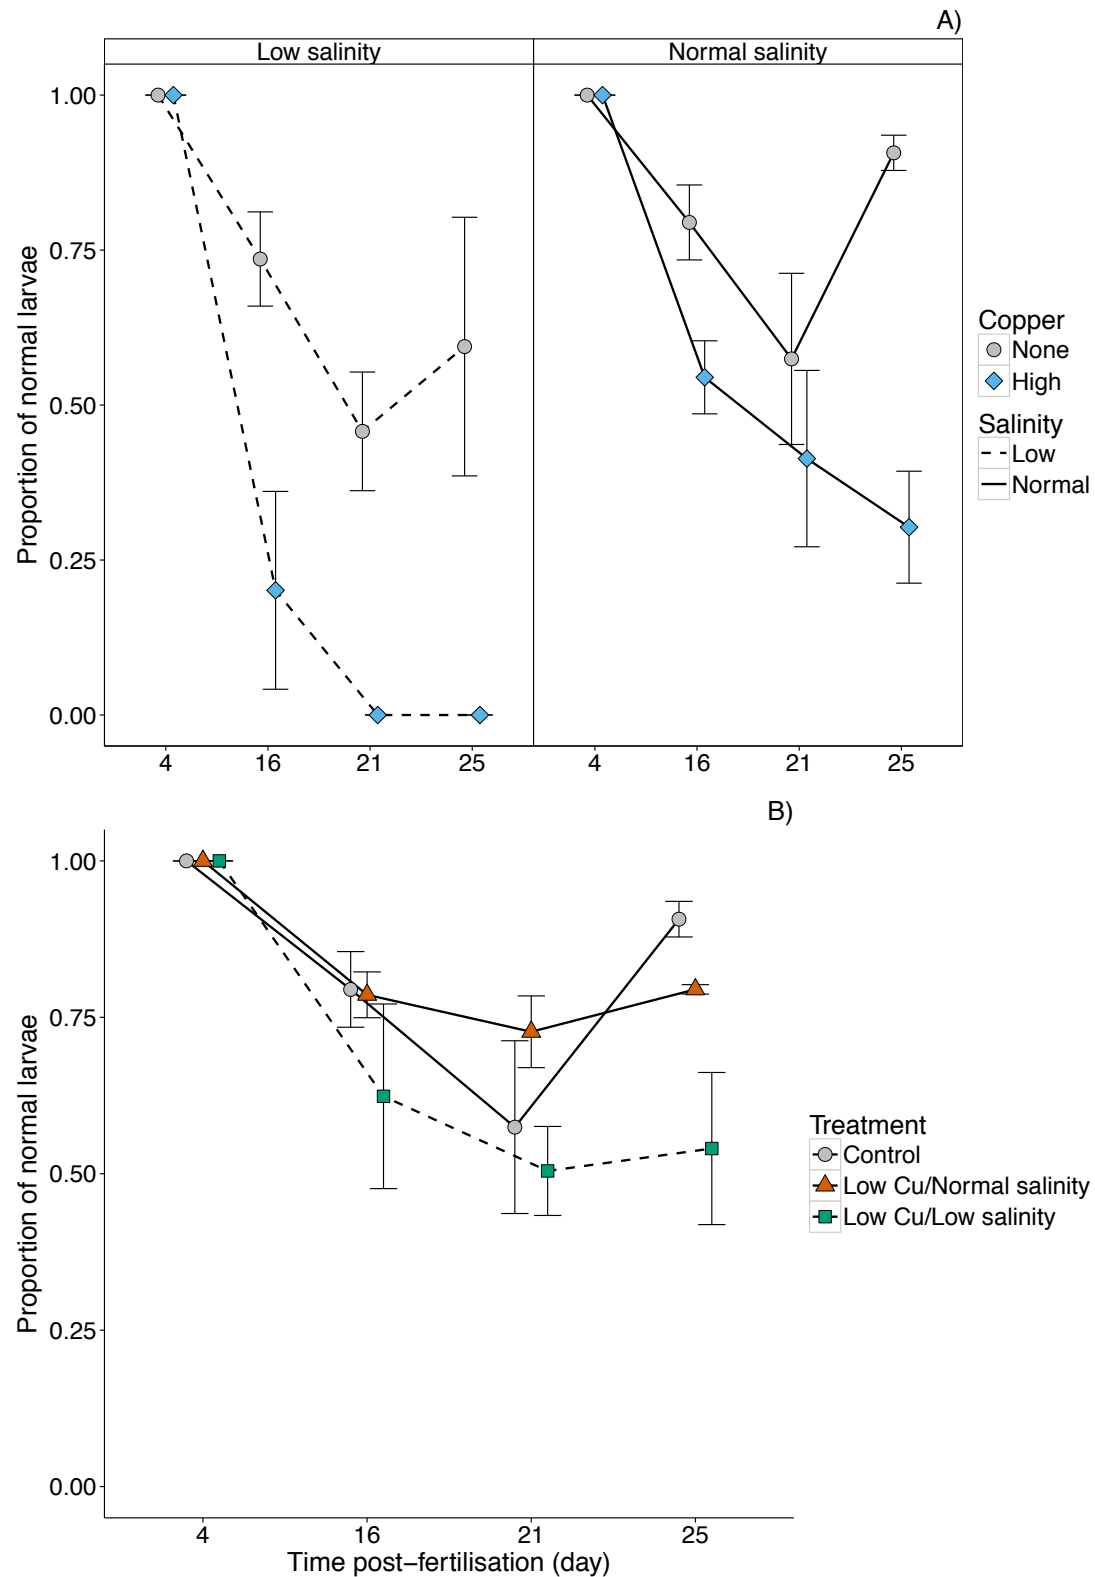 A)
Low salinity
Normal salinity
Proportion of normal larvae
1.00
0.75
0.50
0.25
0.00
4 16 21 25
4 16 21 25
Copper
None
High
Salinity
Low
Normal
B)
Proportion of normal larvae
1.00
0.75
0.50
0.25
0.00
4 16 21 25
Time post−fertilisation (day)
Treatment
Control
Low Cu/Normal salinity
Low Cu/Low salinity